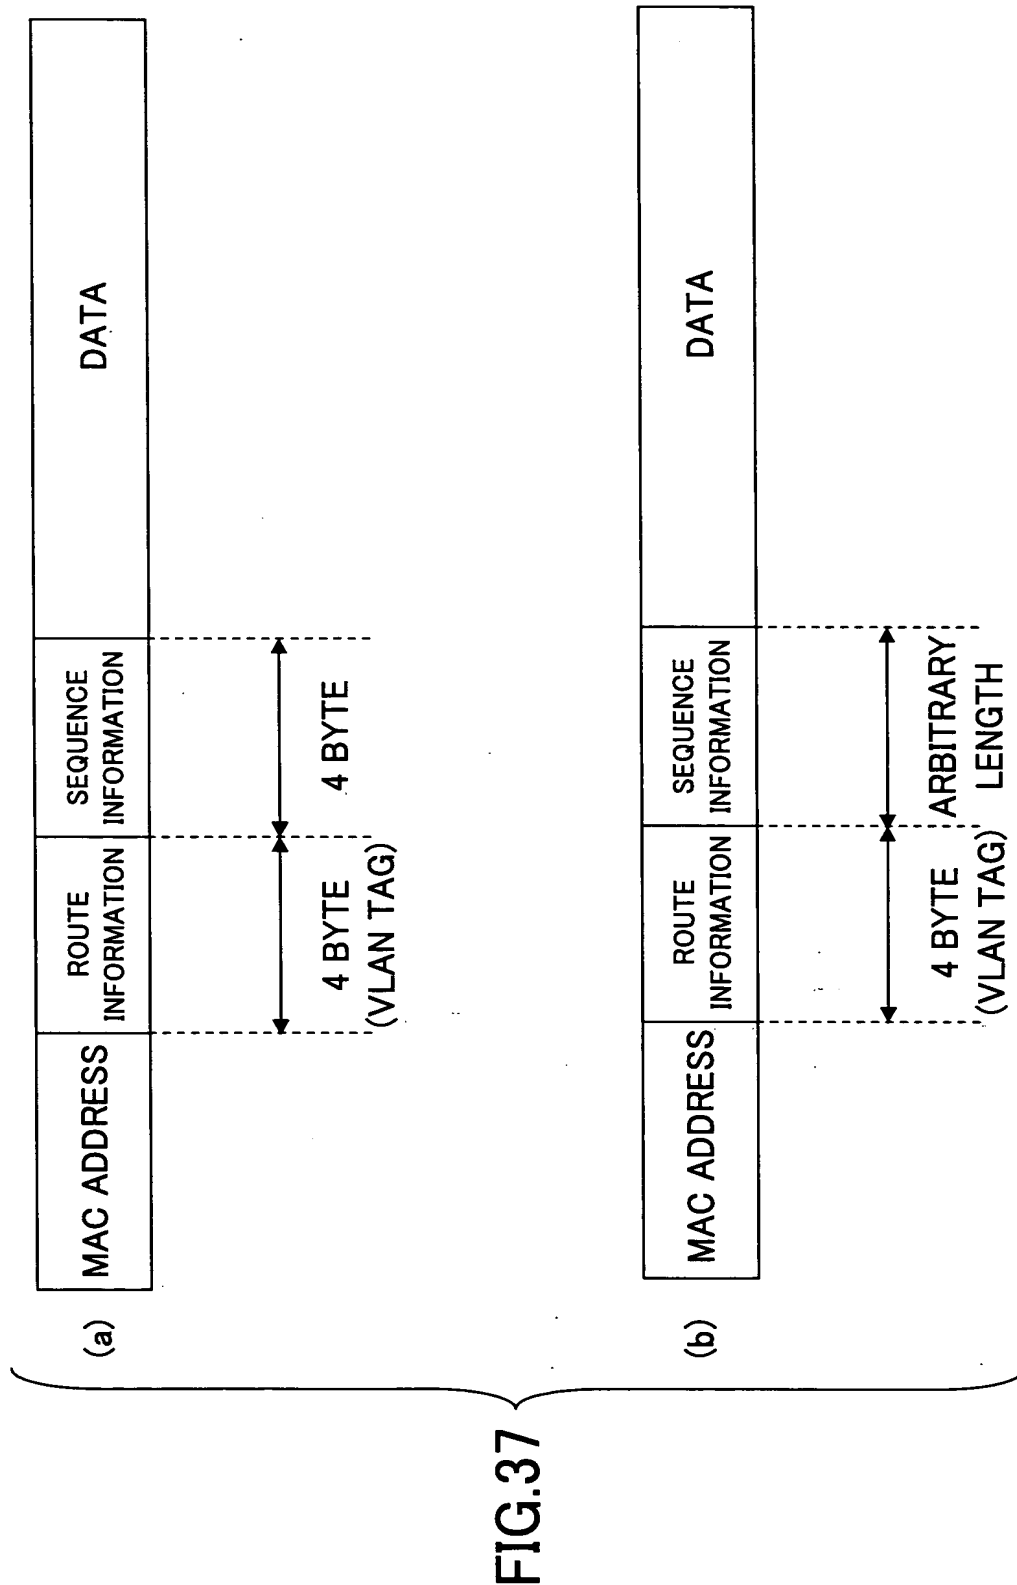 FIG.37
(a)
MAC ADDRESS
ROUTE
INFORMATION
SEQUENCE
INFORMATION
DATA
4 BYTE
(VLAN TAG)
4 BYTE
(b)
MAC ADDRESS
ROUTE
INFORMATION
SEQUENCE
INFORMATION
DATA
4 BYTE
(VLAN TAG)
ARBITRARY
LENGTH